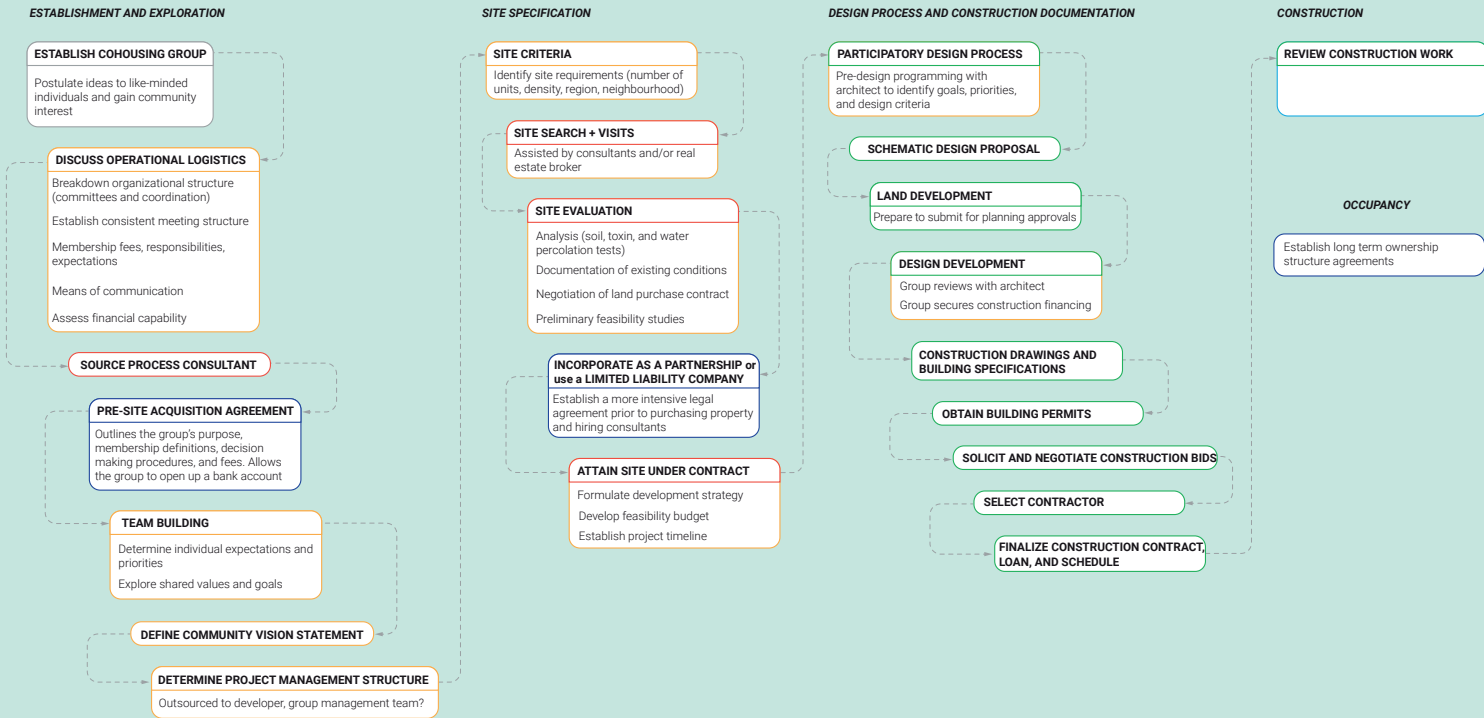 ESTABLISHMENT AND EXPLORATION
ESTABLISH COHOUSING GROUP
Postulate ideas to like-minded
individuals and gain community
interest
DISCUSS OPERATIONAL LOGISTICS
Breakdown organizational structure
(committees and coordination)
Establish consistent meeting structure
Membership fees, responsibilities,
expectations
Means of communication
Assess financial capability
SOURCE PROCESS CONSULTANT
PRE-SITE ACQUISITION AGREEMENT
Outlines the group's purpose,
membership definitions, decision
making procedures, and fees. Allows
the group to open up a bank account
TEAM BUILDING
Determine individual expectations and
priorities
Explore shared values and goals
DEFINE COMMUNITY VISION STATEMENT
DETERMINE PROJECT MANAGEMENT STRUCTURE
Outsourced to developer, group management team?
SITE SPECIFICATION
SITE CRITERIA
Identify site requirements (number of
units, density, region, neighbourhood)
SITE SEARCH + VISITS
Assisted by consultants and/or real
estate broker
SITE EVALUATION
Analysis (soil, toxin, and water
percolation tests)
Documentation of existing conditions
Negotiation of land purchase contract
Preliminary feasibility studies
INCORPORATE AS A PARTNERSHIP or
use a LIMITED LIABILITY COMPANY
Establish a more intensive legal
agreement prior to purchasing property
and hiring consultants
ATTAIN SITE UNDER CONTRACT
Formulate development strategy
Develop feasibility budget
Establish project timeline
DESIGN PROCESS AND CONSTRUCTION DOCUMENTATION
PARTICIPATORY DESIGN PROCESS
Pre-design programming with
architect to identify goals, priorities,
and design criteria
SCHEMATIC DESIGN PROPOSAL
LAND DEVELOPMENT
Prepare to submit for planning approvals
DESIGN DEVELOPMENT
Group reviews with architect
Group secures construction financing
CONSTRUCTION DRAWINGS AND
BUILDING SPECIFICATIONS
OBTAIN BUILDING PERMITS
SOLICIT AND NEGOTIATE CONSTRUCTION BIDS
SELECT CONTRACTOR
FINALIZE CONSTRUCTION CONTRACT,
LOAN, AND SCHEDULE
CONSTRUCTION
REVIEW CONSTRUCTION WORK
OCCUPANCY
Establish long term ownership
structure agreements